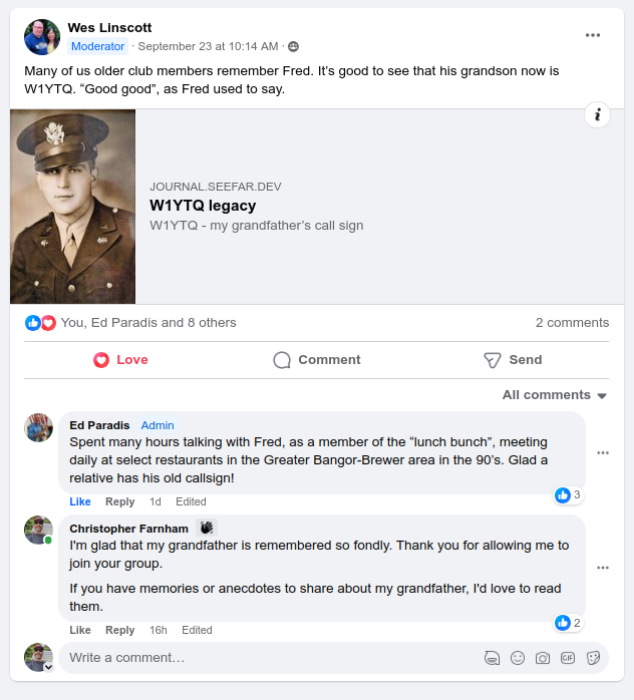 Wes Linscott
Moderator · September 23 at 10:14 AM ·
Many of us older club members remember Fred. It's good to see that his grandson now is
W1YTQ. “Good good”, as Fred used to say.
i
JOURNAL.SEEFAR.DEV
W1YTQ legacy
W1YTQ - my grandfather's call sign
You, Ed Paradis and 8 others 2 comments
Love Comment Send
All comments
Ed Paradis Admin
Spent many hours talking with Fred, as a member of the “lunch bunch”, meeting
daily at select restaurants in the Greater Bangor-Brewer area in the 90's. Glad a
relative has his old callsign!
Like Reply 1d Edited 3
Christopher Farnham
I'm glad that my grandfather is remembered so fondly. Thank you for allowing me to
join your group.
If you have memories or anecdotes to share about my grandfather, I'd love to read
them.
Like Reply 16h Edited 2
Write a comment…
GIF